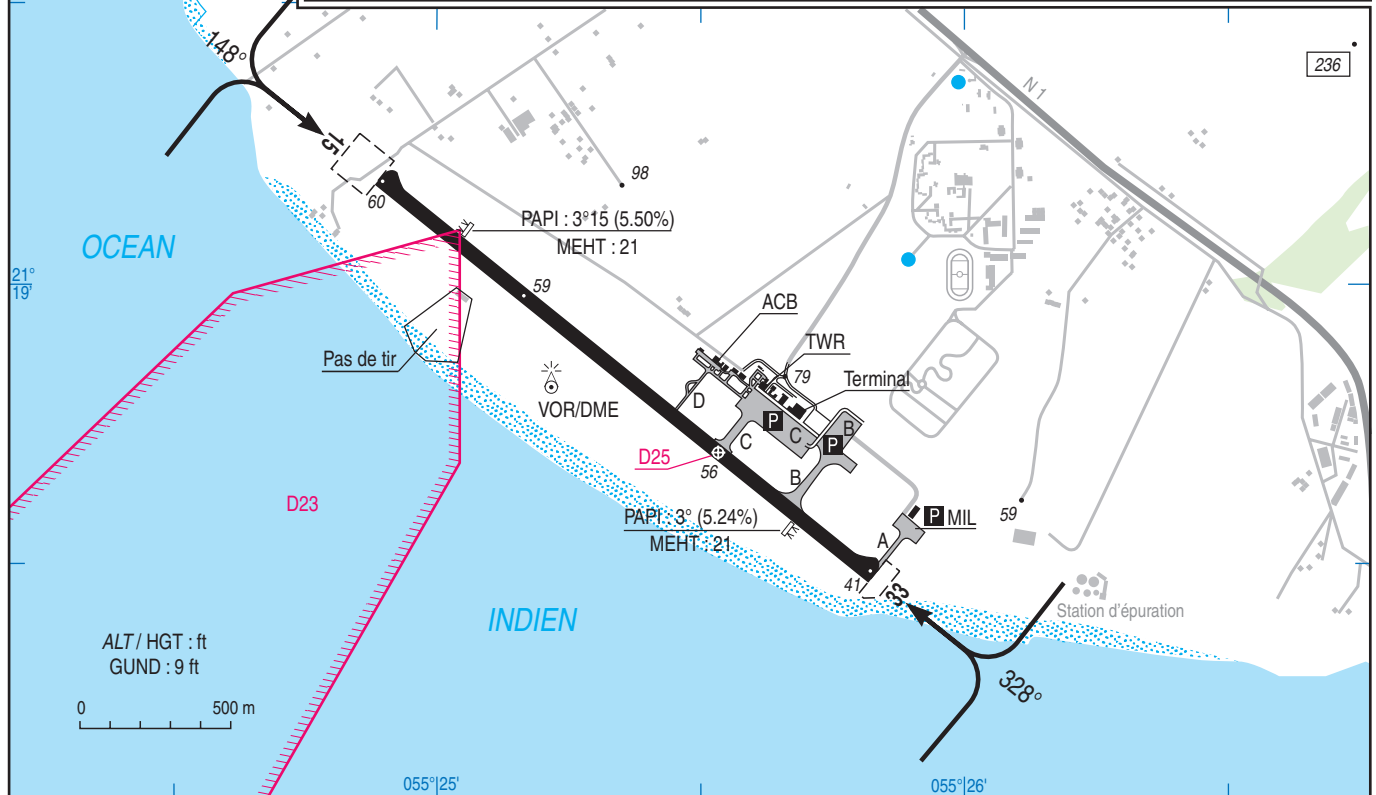 148°
N 1
236
15
98
60
PAPI : 3°15 (5.50%)
MEHT : 21
OCEAN
21°
19'
59
ACB
TWR
79
Terminal
Pas de tir
VOR/DME
D
P
C
B
C
P
D25
56
B
D23
PAPI : 3° (5.24%)
MEHT : 21
P MIL
59
A
41
33
Station d'épuration
INDIEN
ALT / HGT : ft
GUND : 9 ft
328°
0 500 m
055° 25'
055° 26'